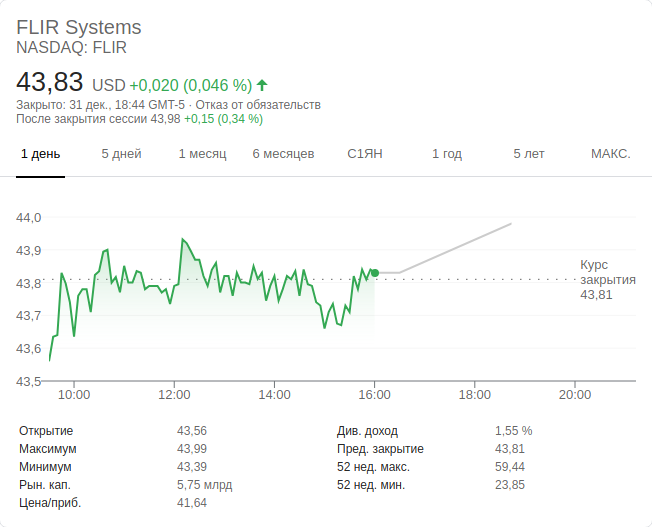 FLIR Systems
NASDAQ: FLIR
43,83 USD +0,020 (0,046 %)
Закрыто: 31 дек., 18:44 GMT-5 · Отказ от обязательств
После закрытия сессии 43,98 +0,15 (0,34 %)
1 день 5 дней 1 месяц 6 месяцев С1ЯН 1 год 5 лет МАКС.
44,0
43,9
43,8
43,7
43,6
43,5
Курс
закрытия
43,81
10:00 12:00 14:00 16:00 18:00 20:00
Открытие 43,56 Див. доход 1,55 %
Максимум 43,99 Пред. закрытие 43,81
Минимум 43,39 52 нед. макс. 59,44
Рын. кап. 5,75 млрд 52 нед. мин. 23,85
Цена/приб. 41,64